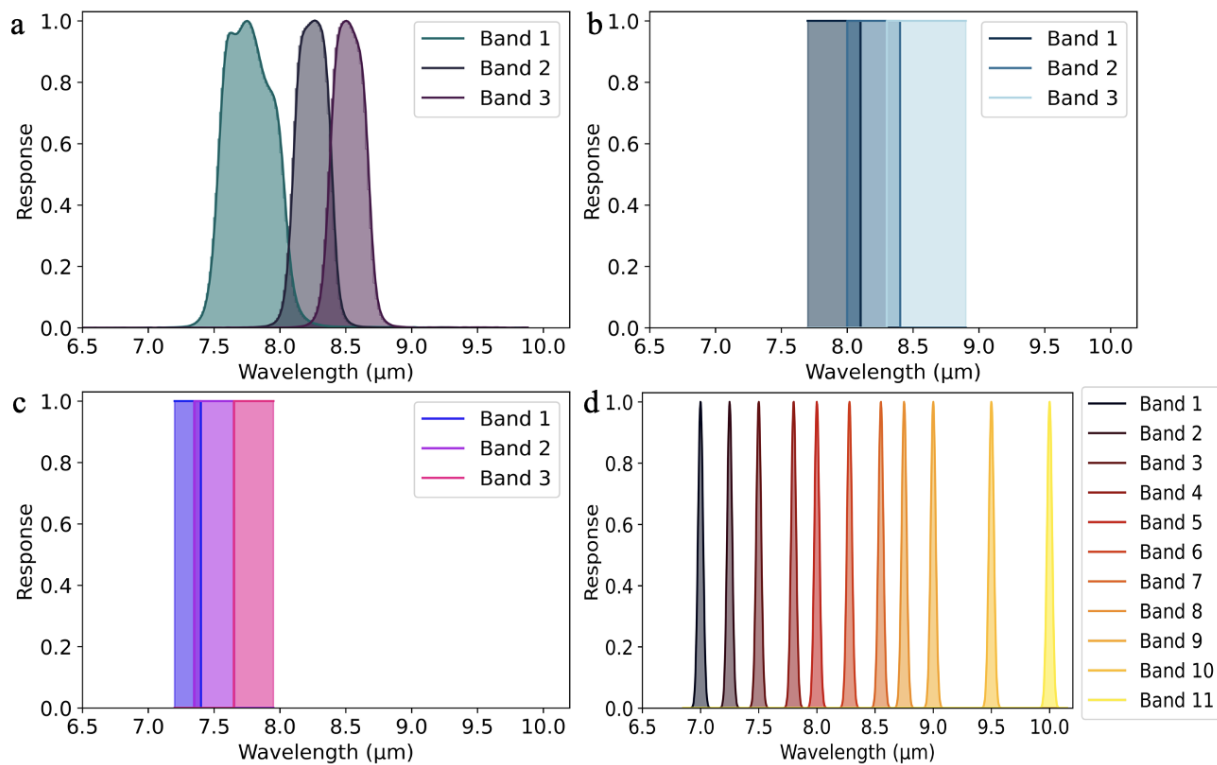 a
Response
1.0
0.8
0.6
0.4
0.2
0.0
Band 1
Band 2
Band 3
6.5 7.0 7.5 8.0 8.5 9.0 9.5 10.0
Wavelength (μm)
b
Response
1.0
0.8
0.6
0.4
0.2
0.0
Band 1
Band 2
Band 3
6.5 7.0 7.5 8.0 8.5 9.0 9.5 10.0
Wavelength (μm)
c
Response
1.0
0.8
0.6
0.4
0.2
0.0
Band 1
Band 2
Band 3
6.5 7.0 7.5 8.0 8.5 9.0 9.5 10.0
Wavelength (μm)
d
Response
1.0
0.8
0.6
0.4
0.2
0.0
6.5 7.0 7.5 8.0 8.5 9.0 9.5 10.0
Wavelength (μm)
Band 1
Band 2
Band 3
Band 4
Band 5
Band 6
Band 7
Band 8
Band 9
Band 10
Band 11